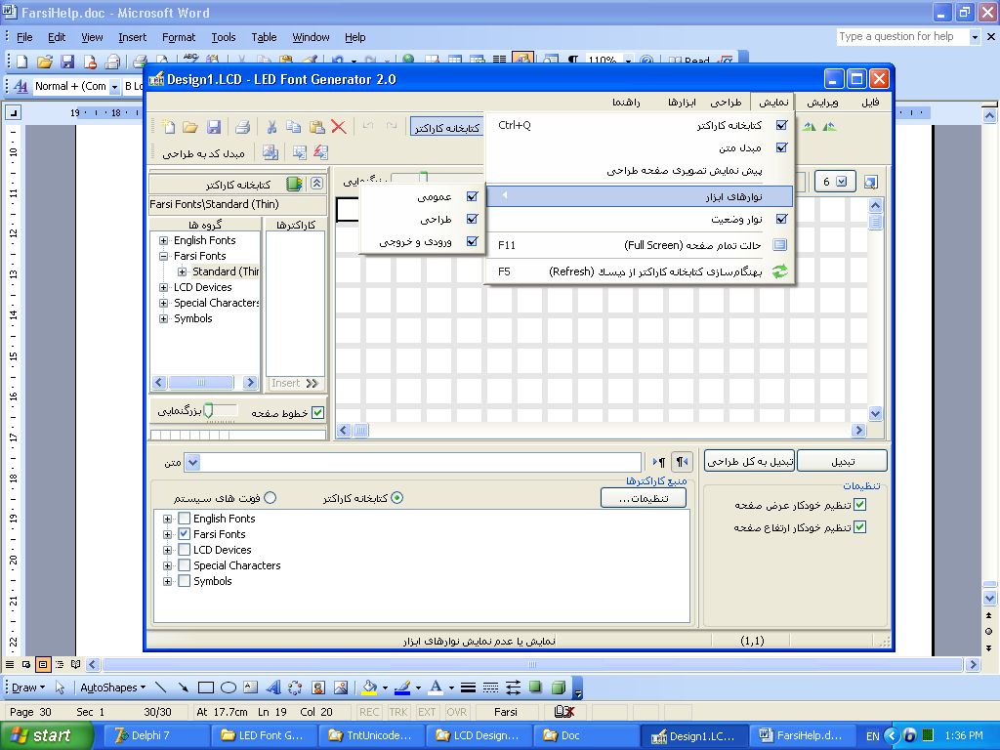 FarsiHelp.doc - Microsoft Word
File Edit View Insert Format Tools Table Window Help
Type a question for help
110%
Read
Normal + (Com
B Lo
Design1.LCD - LED Font Generator 2.0
فایل ویرایش نمایش طراحی ابزارها راهنما
کتابخانه کاراکتر
مبدل کد به طراحی
کتابخانه کاراکتر Ctrl+Q
مبدل متن
پیش نمایش تصویری صفحه طراحی
نوارهای ابزار
نوار وضعیت
حالت تمام صفحه (Full Screen) F11
بهنگام‌سازی کتابخانه کاراکتر از دیسك (Refresh) F5
عمومی
طراحی
ورودی و خروجی
6
کتابخانه کاراکتر
Farsi Fonts\Standard (Thin)
گروه ها
کاراکترها
English Fonts
Farsi Fonts
Standard (Thin
LCD Devices
Special Characters
Symbols
Insert
بزرگنمایی
خطوط صفحه
متن
تبدیل به کل طراحی
تبدیل
منبع کاراکترها
کتابخانه کاراکتر
فونت های سیستم
تنظیمات...
English Fonts
Farsi Fonts
LCD Devices
Special Characters
Symbols
تنظیمات
تنظیم خودکار عرض صفحه
تنظیم خودکار ارتفاع صفحه
نمایش یا عدم نمایش نوارهای ابزار
(1,1)
Draw AutoShapes
Page 30 Sec 1 30/30 At 17.7cm Ln 19 Col 20 REC TRK EXT OVR Farsi
start
Delphi 7
LED Font G...
TntUnicode...
LCD Design...
Doc
Design1.LC...
FarsiHelp.d...
EN
1:36 PM